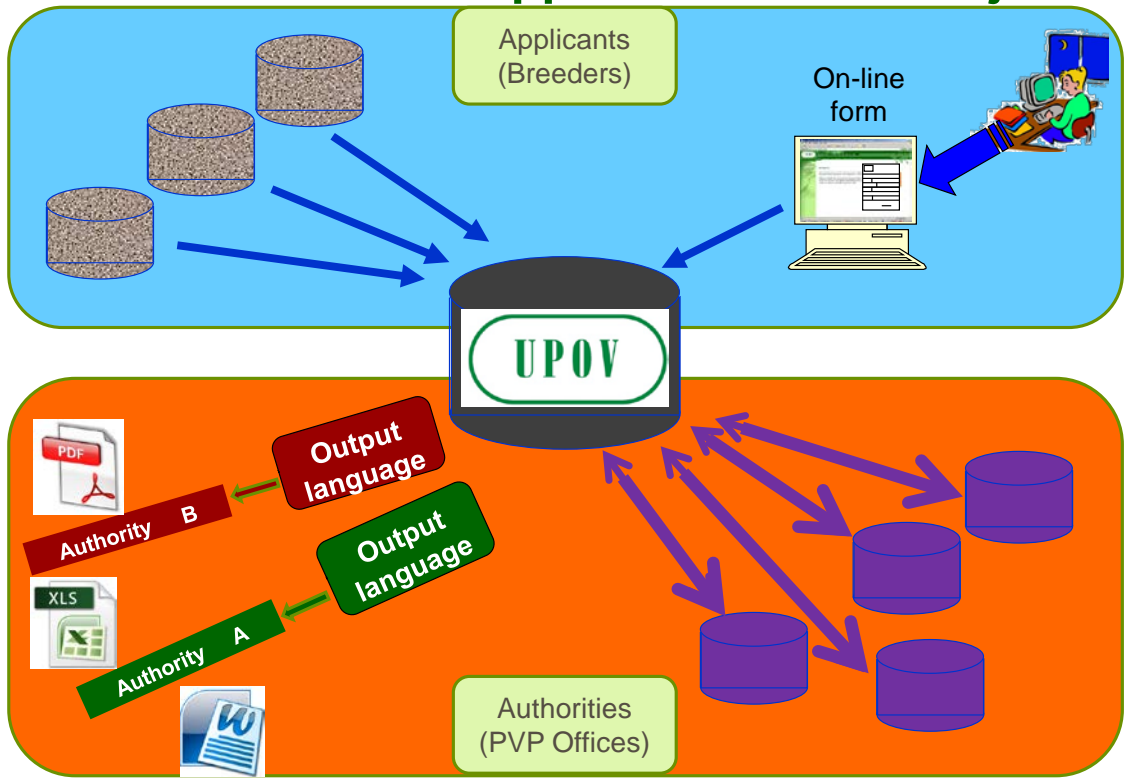 Applicants
(Breeders)
On-line
form
UPOV
PDF
Output
language
Authority B
Output
language
XLS
Authority A
W
Authorities
(PVP Offices)